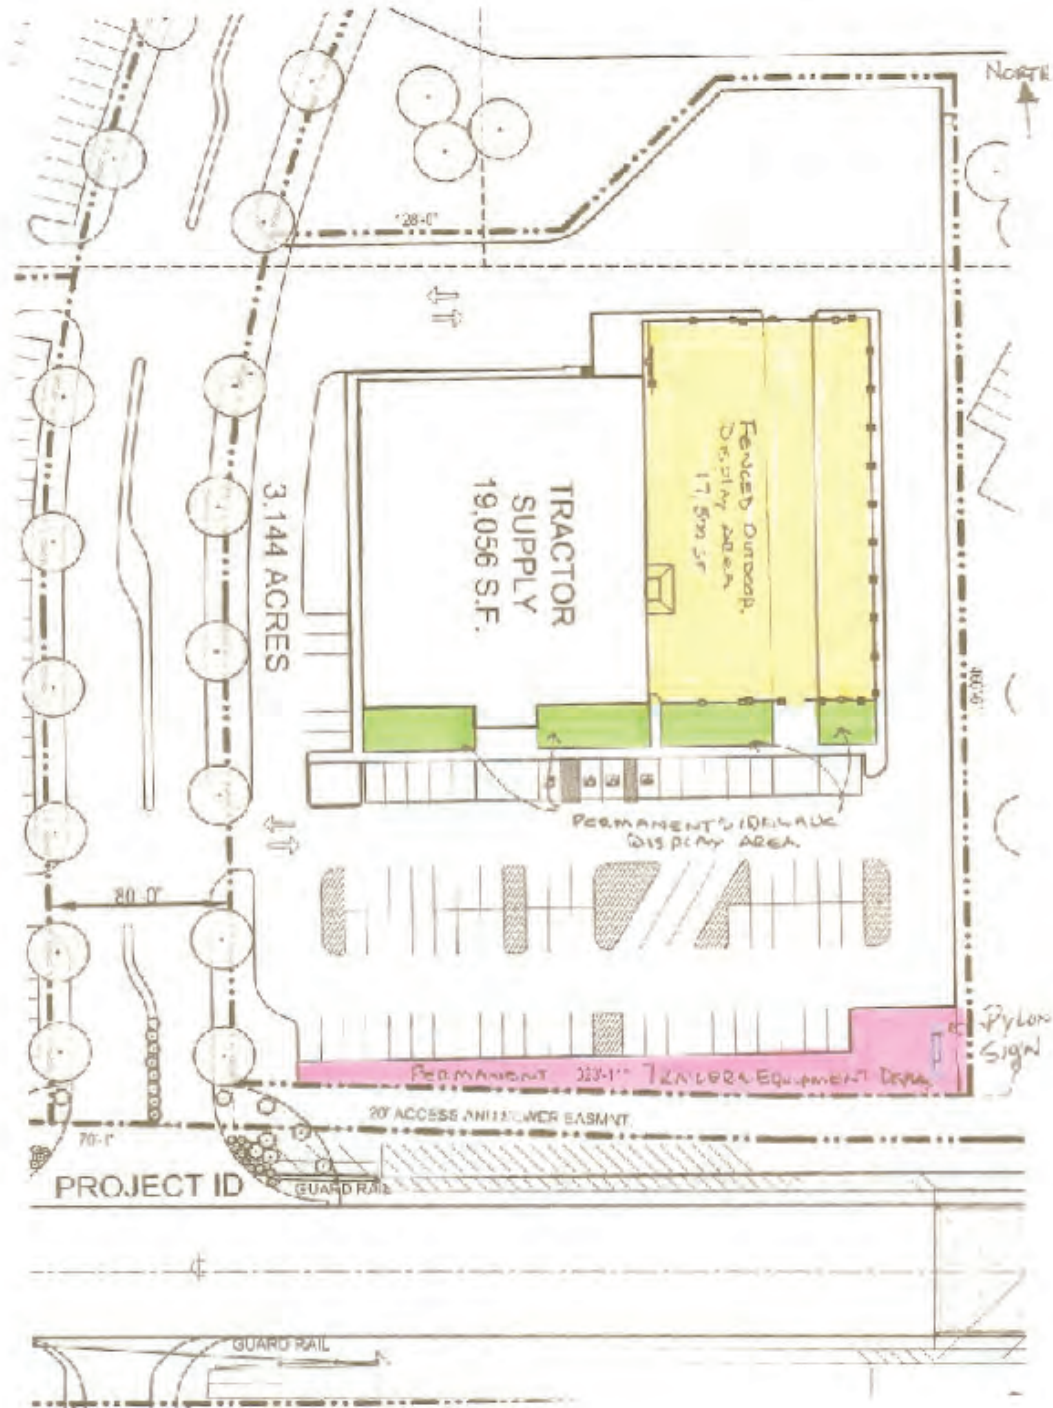 NORTH
128'-0"
FENCED OUTDOOR
DISPLAY AREA
TRACTOR
SUPPLY
19,056 S.F.
3.144 ACRES
PERMANENT SIDEWALK
DISPLAY AREA
80'-0"
PYLON
SIGN
PERMANENT 323'-1" TRAILER & EQUIPMENT DISPLAY
20' ACCESS AND SEWER EASMNT.
PROJECT ID
GUARD RAIL
GUARD RAIL